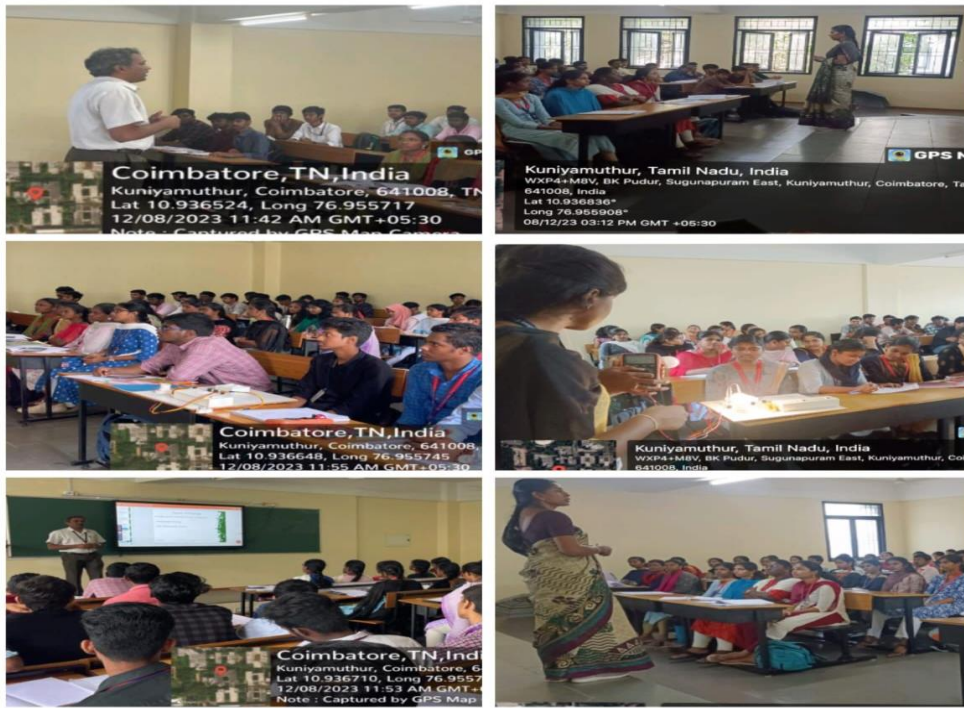 GPS
Coimbatore,TN,India
Kuniyamuthur, Coimbatore, 641008, TN
Lat 10.936524, Long 76.955717
12/08/2023 11:42 AM GMT+05:30
Note : Captured by GPS Map Camera
GPS M
Kuniyamuthur, Tamil Nadu, India
WXP4+M8V, BK Pudur, Sugunapuram East, Kuniyamuthur, Coimbatore, Ta
641008, India
Lat 10.936836°
Long 76.955908°
08/12/23 03:12 PM GMT +05:30
Coimbatore,TN,India
Kuniyamuthur, Coimbatore, 641008,
Lat 10.936648, Long 76.955745
12/08/2023 11:55 AM GMT+05:30
Kuniyamuthur, Tamil Nadu, India
WXP4+M8V, BK Pudur, Sugunapuram East, Kuniyamuthur, Coi
641008, India
Coimbatore,TN,Indi
Kuniyamuthur, Coimbatore, 6
Lat 10.936710, Long 76.9557
12/08/2023 11:53 AM GMT+
Note : Captured by GPS Map